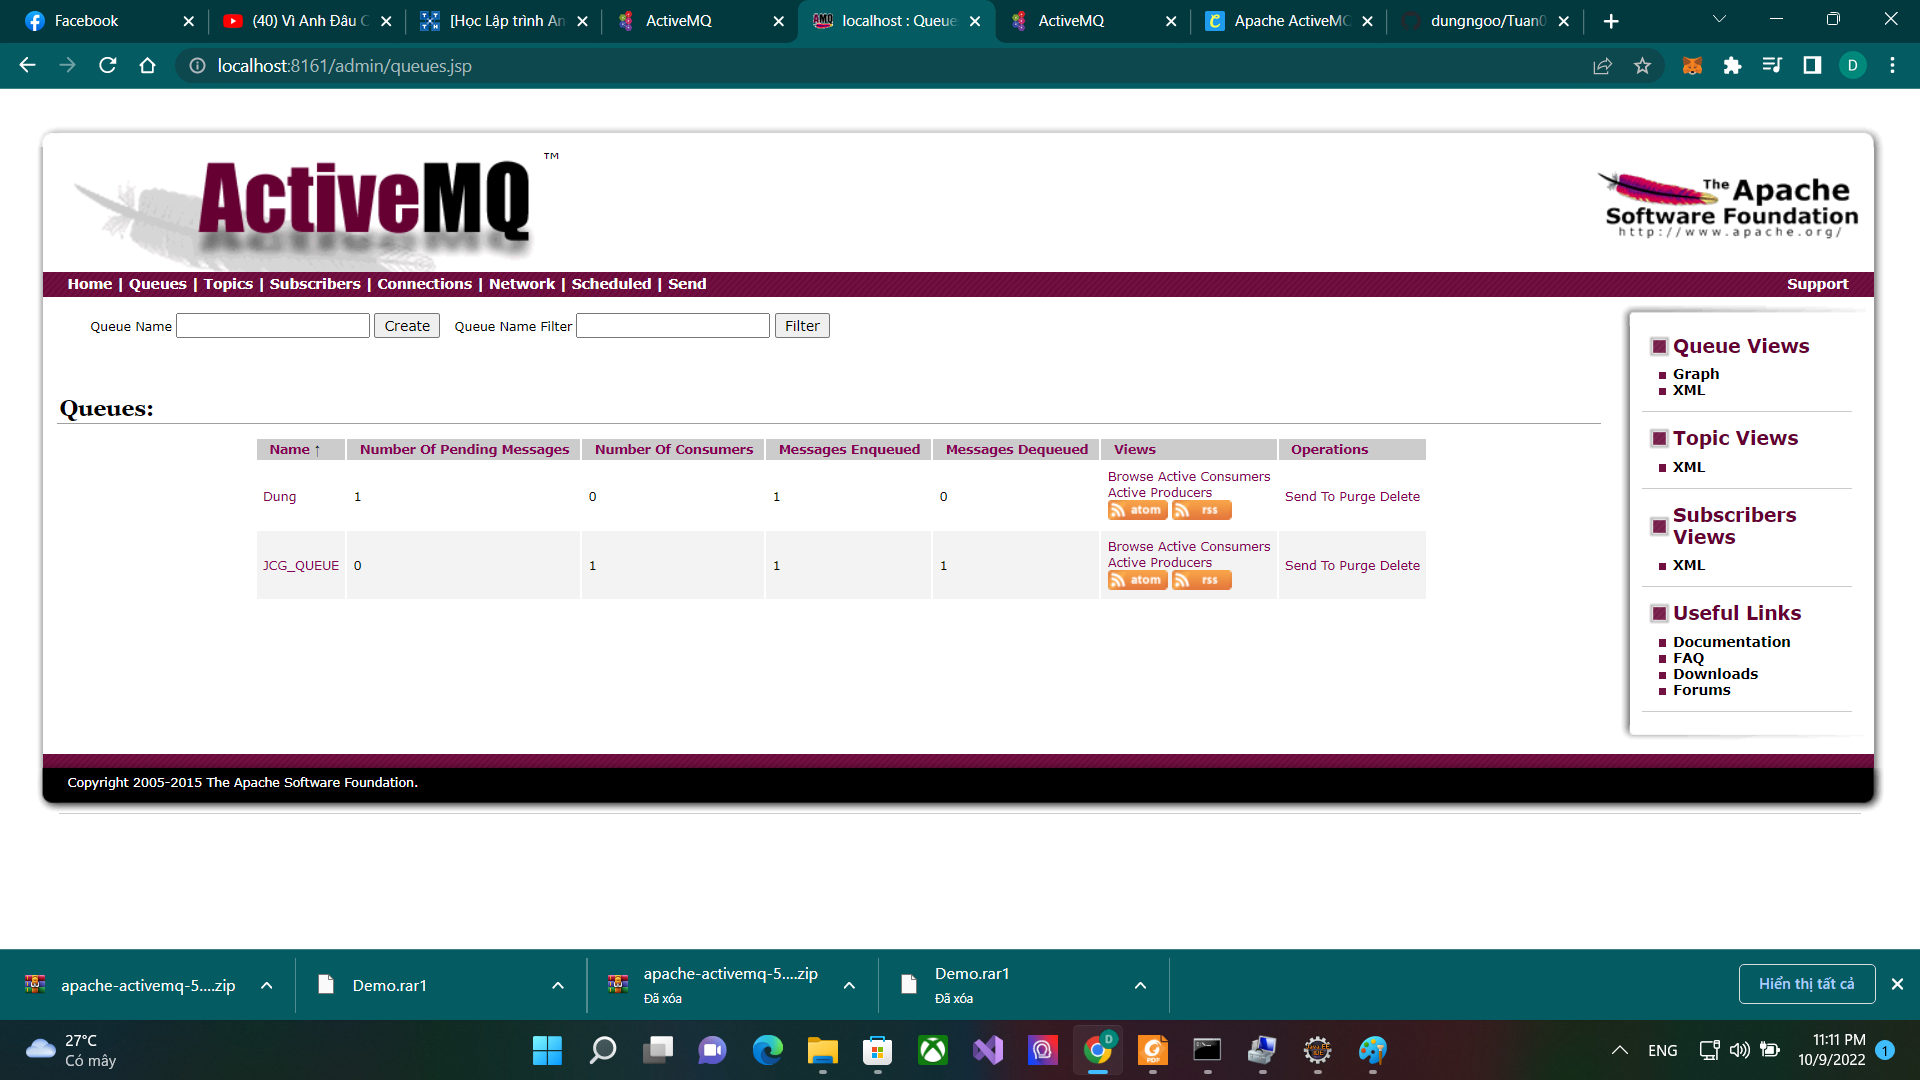 Facebook
(40) Vì Anh Đâu C
[Học Lập trình An
ActiveMQ
localhost : Queue
ActiveMQ
Apache ActiveMQ
dungngoo/Tuan0
localhost:8161/admin/queues.jsp
D
ActiveMQ ™
The Apache
Software Foundation
http://www.apache.org/
Home | Queues | Topics | Subscribers | Connections | Network | Scheduled | Send
Support
Queue Name Create Queue Name Filter Filter
Queues:
Name ↑ Number Of Pending Messages Number Of Consumers Messages Enqueued Messages Dequeued Views Operations
Dung 1 0 1 0 Browse Active Consumers
Active Producers
atom rss
Send To Purge Delete
JCG_QUEUE 0 1 1 1 Browse Active Consumers
Active Producers
atom rss
Send To Purge Delete
Queue Views
Graph
XML
Topic Views
XML
Subscribers
Views
XML
Useful Links
Documentation
FAQ
Downloads
Forums
Copyright 2005-2015 The Apache Software Foundation.
apache-activemq-5....zip
Demo.rar1
apache-activemq-5....zip
Đã xóa
Demo.rar1
Đã xóa
Hiển thị tất cả
27°C
Có mây
ENG
11:11 PM
10/9/2022
1